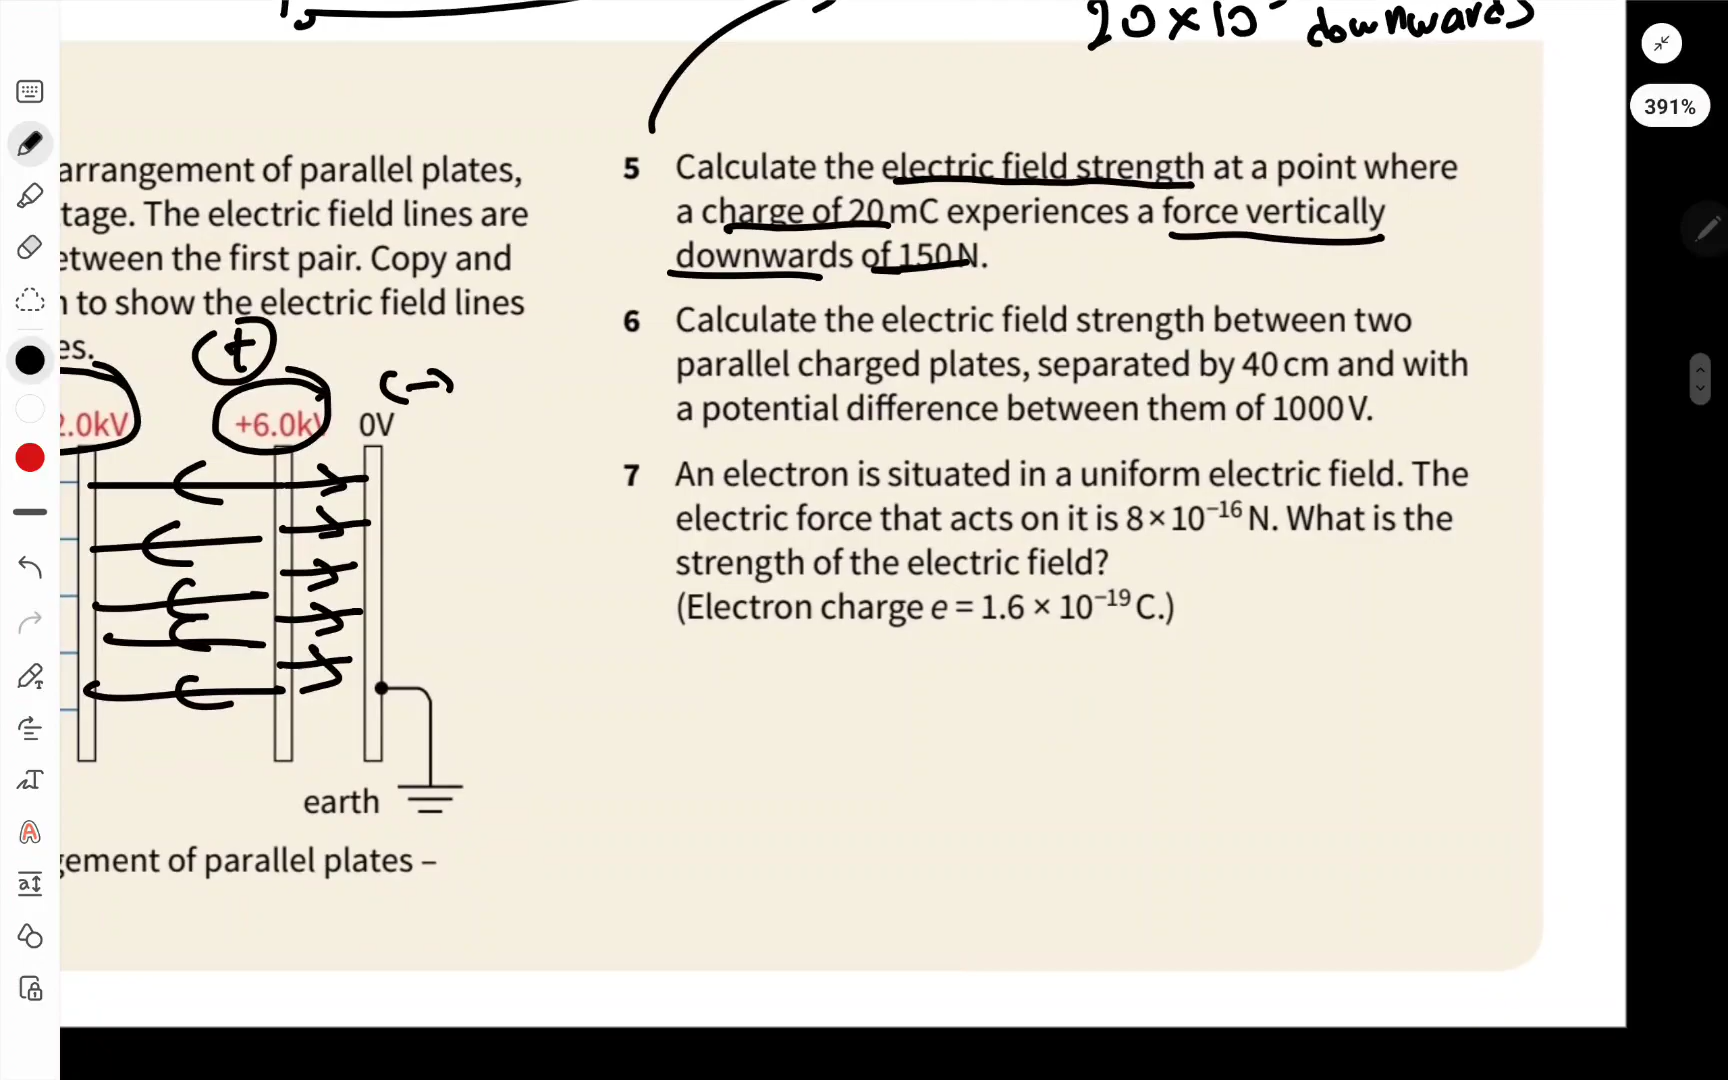 20 × 10⁻ downwards
391%
arrangement of parallel plates,
tage. The electric field lines are
etween the first pair. Copy and
n to show the electric field lines
es.
(+)
(−)
2.0kV
+6.0kV
0V
earth
gement of parallel plates –
5 Calculate the electric field strength at a point where
a charge of 20 mC experiences a force vertically
downwards of 150 N.
6 Calculate the electric field strength between two
parallel charged plates, separated by 40 cm and with
a potential difference between them of 1000 V.
7 An electron is situated in a uniform electric field. The
electric force that acts on it is 8 × 10⁻¹⁶ N. What is the
strength of the electric field?
(Electron charge e = 1.6 × 10⁻¹⁹ C.)